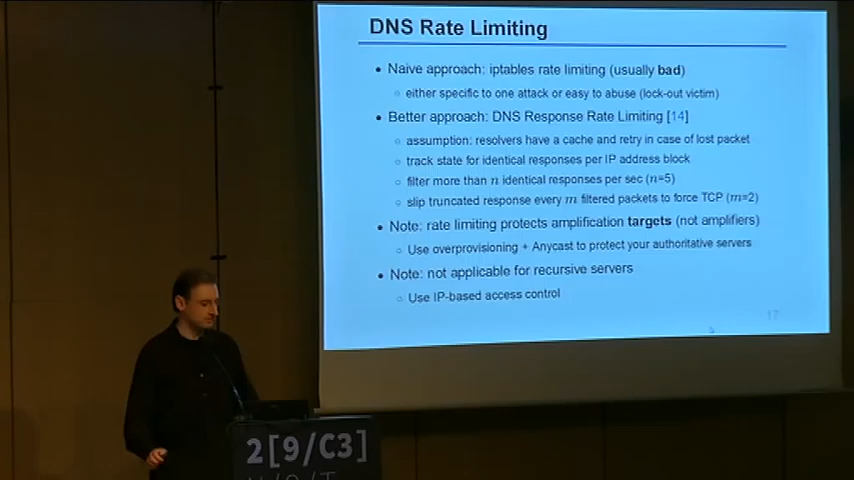 DNS Rate Limiting
• Naive approach: iptables rate limiting (usually bad)
◦ either specific to one attack or easy to abuse (lock-out victim)
• Better approach: DNS Response Rate Limiting [14]
◦ assumption: resolvers have a cache and retry in case of lost packet
◦ track state for identical responses per IP address block
◦ filter more than n identical responses per sec (n=5)
◦ slip truncated response every m filtered packets to force TCP (m=2)
• Note: rate limiting protects amplification targets (not amplifiers)
◦ Use overprovisioning + Anycast to protect your authoritative servers
• Note: not applicable for recursive servers
◦ Use IP-based access control
17
2[9/C3]